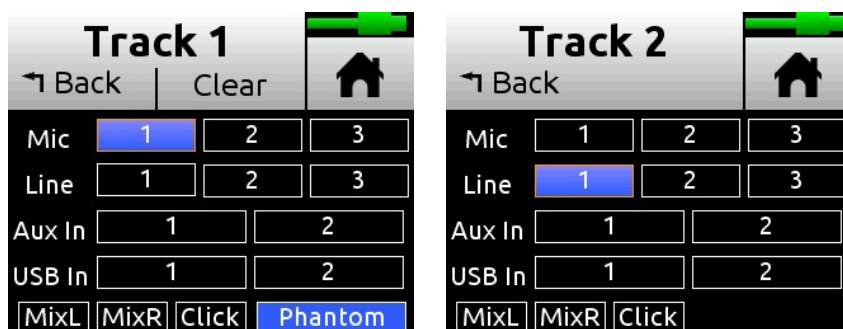 Track 1
Back Clear
Mic 1 2 3
Line 1 2 3
Aux In 1 2
USB In 1 2
MixL MixR Click Phantom
Track 2
Back
Mic 1 2 3
Line 1 2 3
Aux In 1 2
USB In 1 2
MixL MixR Click